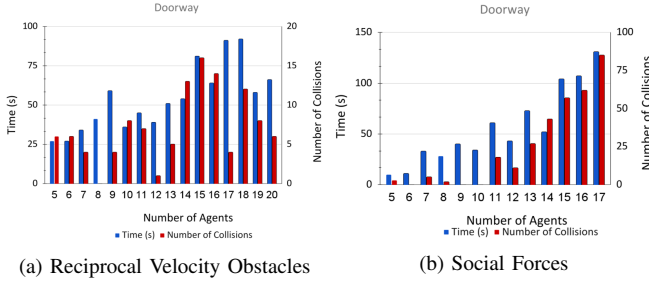 Doorway
100
75
50
25
0
Time (s)
20
15
10
5
0
Number of Collisions
5 6 7 8 9 10 11 12 13 14 15 16 17 18 19 20
Number of Agents
Time (s) Number of Collisions
(a) Reciprocal Velocity Obstacles
Doorway
150
100
50
0
Time (s)
100
75
50
25
0
Number of Collisions
5 6 7 8 9 10 11 12 13 14 15 16 17
Number of Agents
Time (s) Number of Collisions
(b) Social Forces